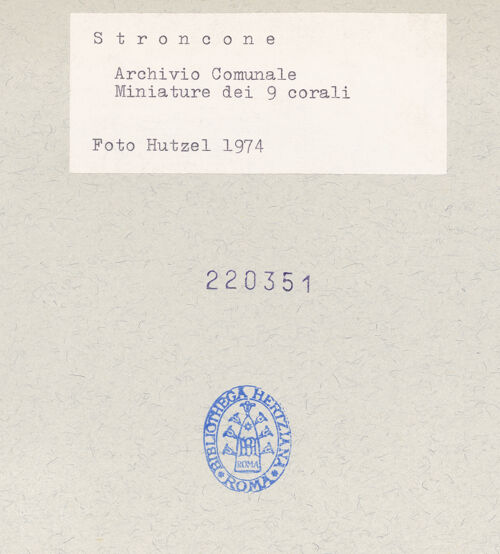 Stroncone
Archivio Comunale
Miniature dei 9 corali
Foto Hutzel 1974
220351
BIBLIOTHECA HERTZIANA
ROMA
ROMA